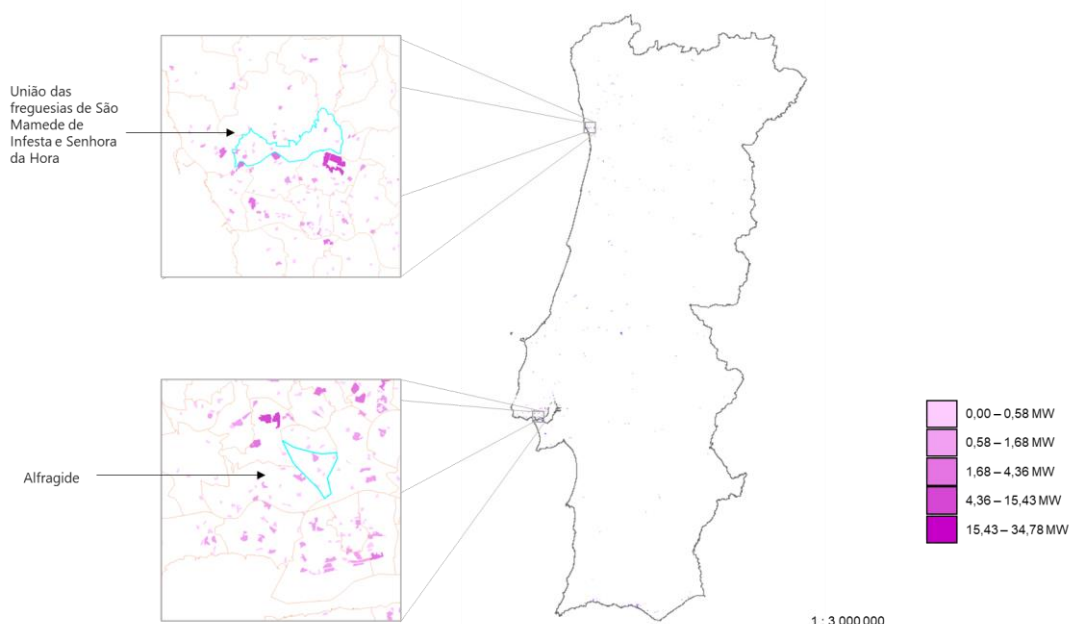 União das
freguesias de São
Mamede de
Infesta e Senhora
da Hora
Alfragide
0,00 – 0,58 MW
0,58 – 1,68 MW
1,68 – 4,36 MW
4,36 – 15,43 MW
15,43 – 34,78 MW
1 : 3 000 000